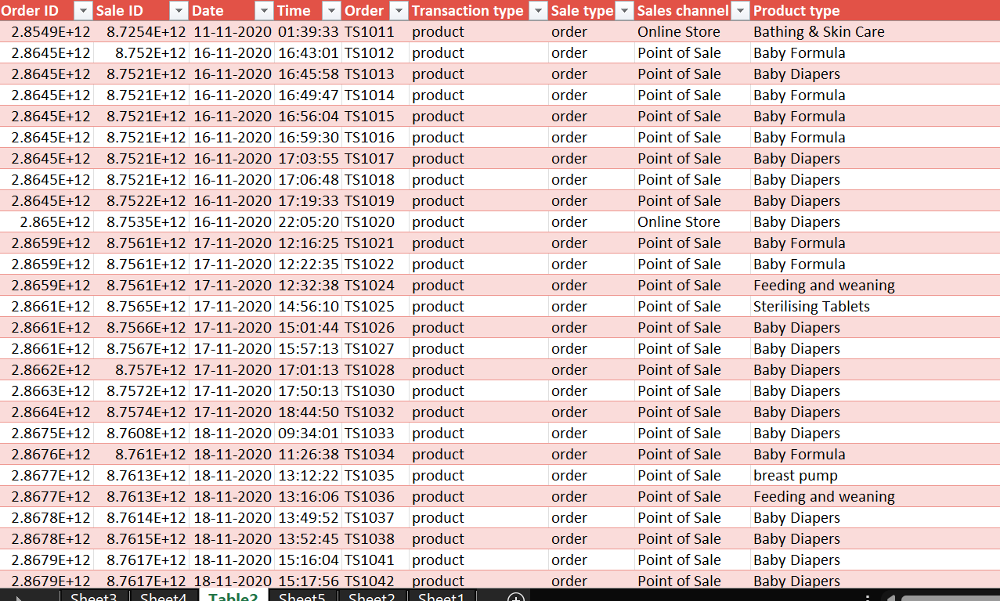 Order ID Sale ID Date Time Order Transaction type Sale type Sales channel Product type
2.8549E+12 8.7254E+12 11-11-2020 01:39:33 TS1011 product order Online Store Bathing & Skin Care
2.8645E+12 8.752E+12 16-11-2020 16:43:01 TS1012 product order Point of Sale Baby Formula
2.8645E+12 8.7521E+12 16-11-2020 16:45:58 TS1013 product order Point of Sale Baby Diapers
2.8645E+12 8.7521E+12 16-11-2020 16:49:47 TS1014 product order Point of Sale Baby Formula
2.8645E+12 8.7521E+12 16-11-2020 16:56:04 TS1015 product order Point of Sale Baby Formula
2.8645E+12 8.7521E+12 16-11-2020 16:59:30 TS1016 product order Point of Sale Baby Formula
2.8645E+12 8.7521E+12 16-11-2020 17:03:55 TS1017 product order Point of Sale Baby Diapers
2.8645E+12 8.7521E+12 16-11-2020 17:06:48 TS1018 product order Point of Sale Baby Diapers
2.8645E+12 8.7522E+12 16-11-2020 17:19:33 TS1019 product order Point of Sale Baby Diapers
2.865E+12 8.7535E+12 16-11-2020 22:05:20 TS1020 product order Online Store Baby Diapers
2.8659E+12 8.7561E+12 17-11-2020 12:16:25 TS1021 product order Point of Sale Baby Formula
2.8659E+12 8.7561E+12 17-11-2020 12:22:35 TS1022 product order Point of Sale Baby Formula
2.8659E+12 8.7561E+12 17-11-2020 12:32:38 TS1024 product order Point of Sale Feeding and weaning
2.8661E+12 8.7565E+12 17-11-2020 14:56:10 TS1025 product order Point of Sale Sterilising Tablets
2.8661E+12 8.7566E+12 17-11-2020 15:01:44 TS1026 product order Point of Sale Baby Diapers
2.8661E+12 8.7567E+12 17-11-2020 15:57:13 TS1027 product order Point of Sale Baby Diapers
2.8662E+12 8.757E+12 17-11-2020 17:01:13 TS1028 product order Point of Sale Baby Diapers
2.8663E+12 8.7572E+12 17-11-2020 17:50:13 TS1030 product order Point of Sale Baby Diapers
2.8664E+12 8.7574E+12 17-11-2020 18:44:50 TS1032 product order Point of Sale Baby Diapers
2.8675E+12 8.7608E+12 18-11-2020 09:34:01 TS1033 product order Point of Sale Baby Diapers
2.8676E+12 8.761E+12 18-11-2020 11:26:38 TS1034 product order Point of Sale Baby Formula
2.8677E+12 8.7613E+12 18-11-2020 13:12:22 TS1035 product order Point of Sale breast pump
2.8677E+12 8.7613E+12 18-11-2020 13:16:06 TS1036 product order Point of Sale Feeding and weaning
2.8678E+12 8.7614E+12 18-11-2020 13:49:52 TS1037 product order Point of Sale Baby Diapers
2.8678E+12 8.7615E+12 18-11-2020 13:52:45 TS1038 product order Point of Sale Baby Diapers
2.8679E+12 8.7617E+12 18-11-2020 15:16:04 TS1041 product order Point of Sale Baby Diapers
2.8679E+12 8.7617E+12 18-11-2020 15:17:56 TS1042 product order Point of Sale Baby Diapers
Sheet3 Sheet4 Table2 Sheet5 Sheet2 Sheet1